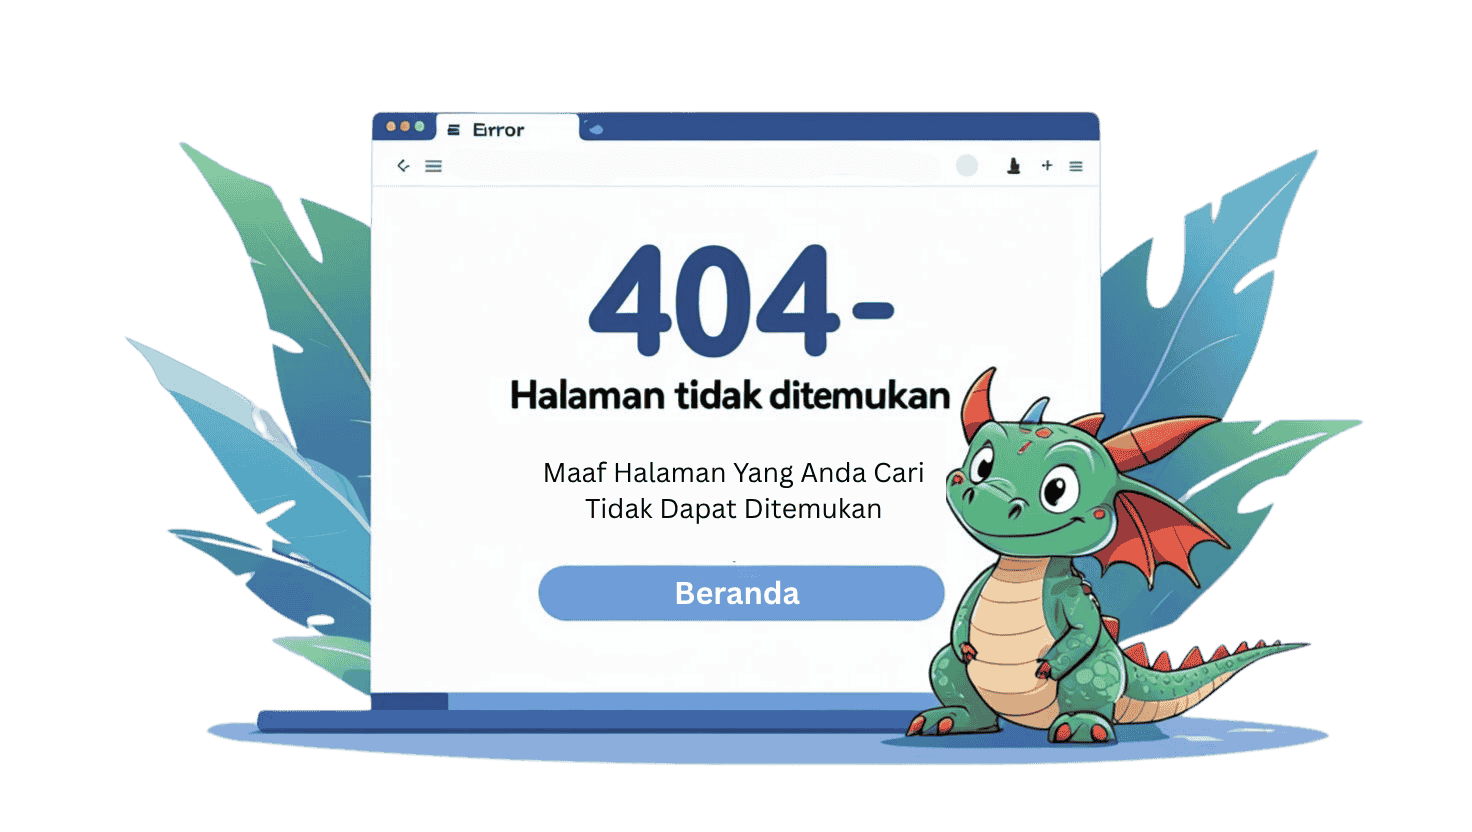 Error
404-
Halaman tidak ditemukan
Maaf Halaman Yang Anda Cari
Tidak Dapat Ditemukan
Beranda